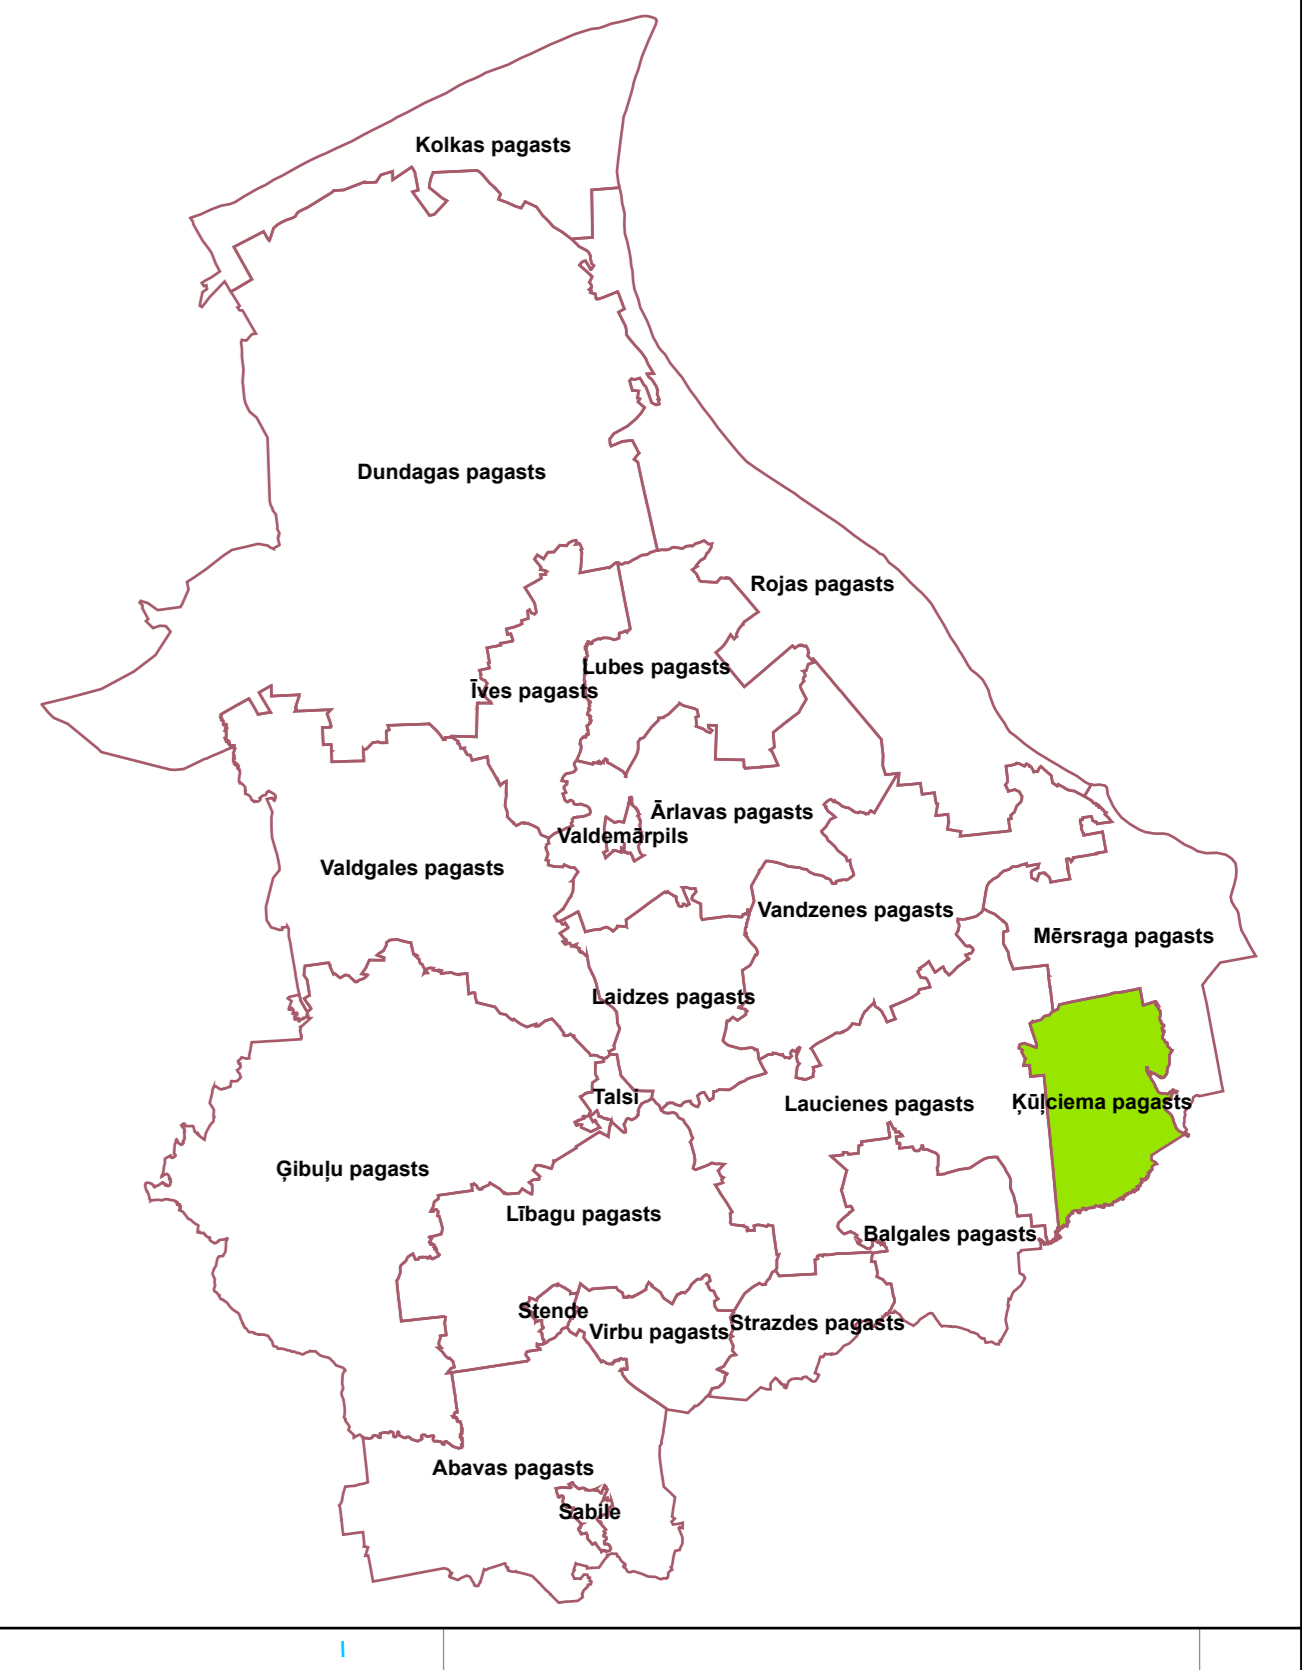 Kolkas pagasts
Dundagas pagasts
Rojas pagasts
Lubes pagasts
Īves pagasts
Ārlavas pagasts
Valdemārpils
Valdgales pagasts
Vandzenes pagasts
Mērsraga pagasts
Laidzes pagasts
Talsi
Laucienes pagasts
Ķūļciema pagasts
Ģibuļu pagasts
Lībagu pagasts
Balgales pagasts
Stende
Virbu pagasts
Strazdes pagasts
Abavas pagasts
Sabile